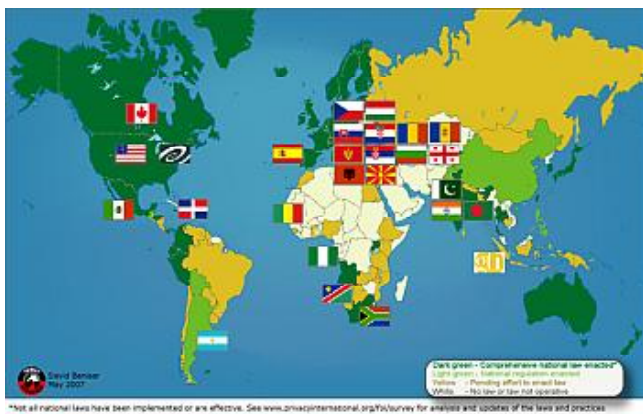 David Banisar
May 2007
Dark green - Comprehensive national law enacted*
Light green - National regulation enacted
Yellow - Pending effort to enact law
White - No law or law not operative
*Not all national laws have been implemented or are effective. See www.privacyinternational.org/foi/survey for analysis and updates of the laws and practices